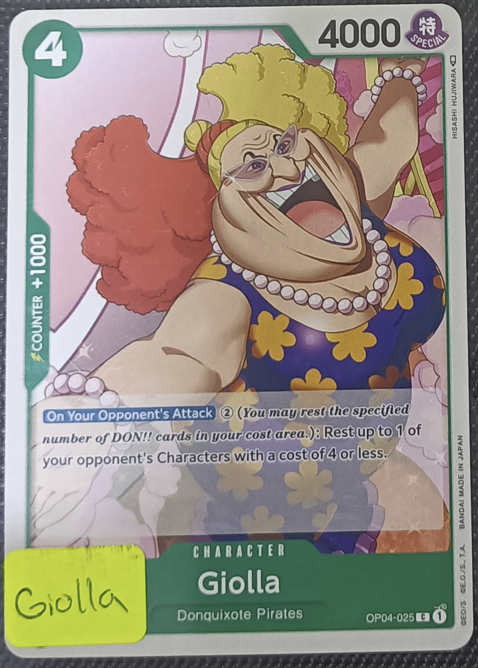 4
4000
特
SPECIAL
HISASHI HUJIWARA
COUNTER +1000
On Your Opponent's Attack ② (You may rest the specified
number of DON!! cards in your cost area.): Rest up to 1 of
your opponent's Characters with a cost of 4 or less.
CHARACTER
Giolla
Donquixote Pirates
OP04-025 C 1
©E.O./S., T.A. BANDAI MADE IN JAPAN
Giolla